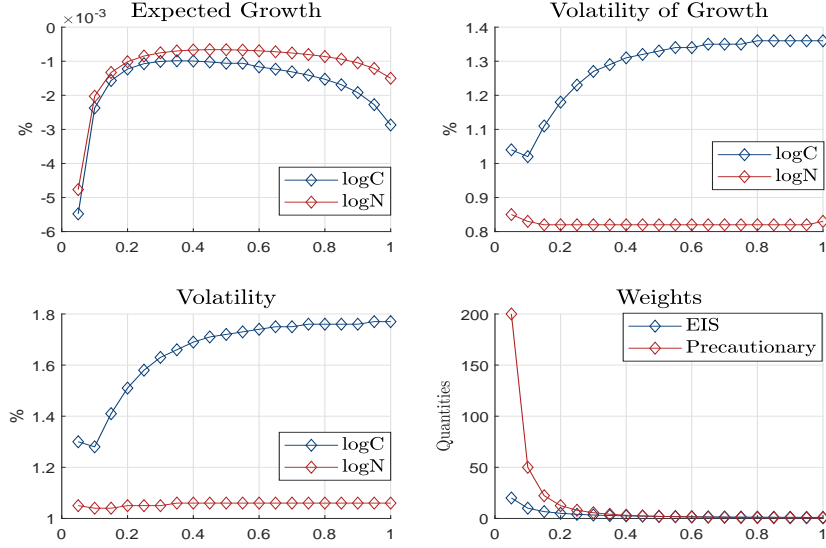 Expected Growth
×10⁻³
0
-1
-2
-3
-4
-5
-6
%
0 0.2 0.4 0.6 0.8 1
logC
logN
Volatility of Growth
1.4
1.3
1.2
1.1
1
0.9
0.8
%
0 0.2 0.4 0.6 0.8 1
logC
logN
Volatility
1.8
1.6
1.4
1.2
1
%
0 0.2 0.4 0.6 0.8 1
logC
logN
Weights
200
150
100
50
0
Quantities
0 0.2 0.4 0.6 0.8 1
EIS
Precautionary